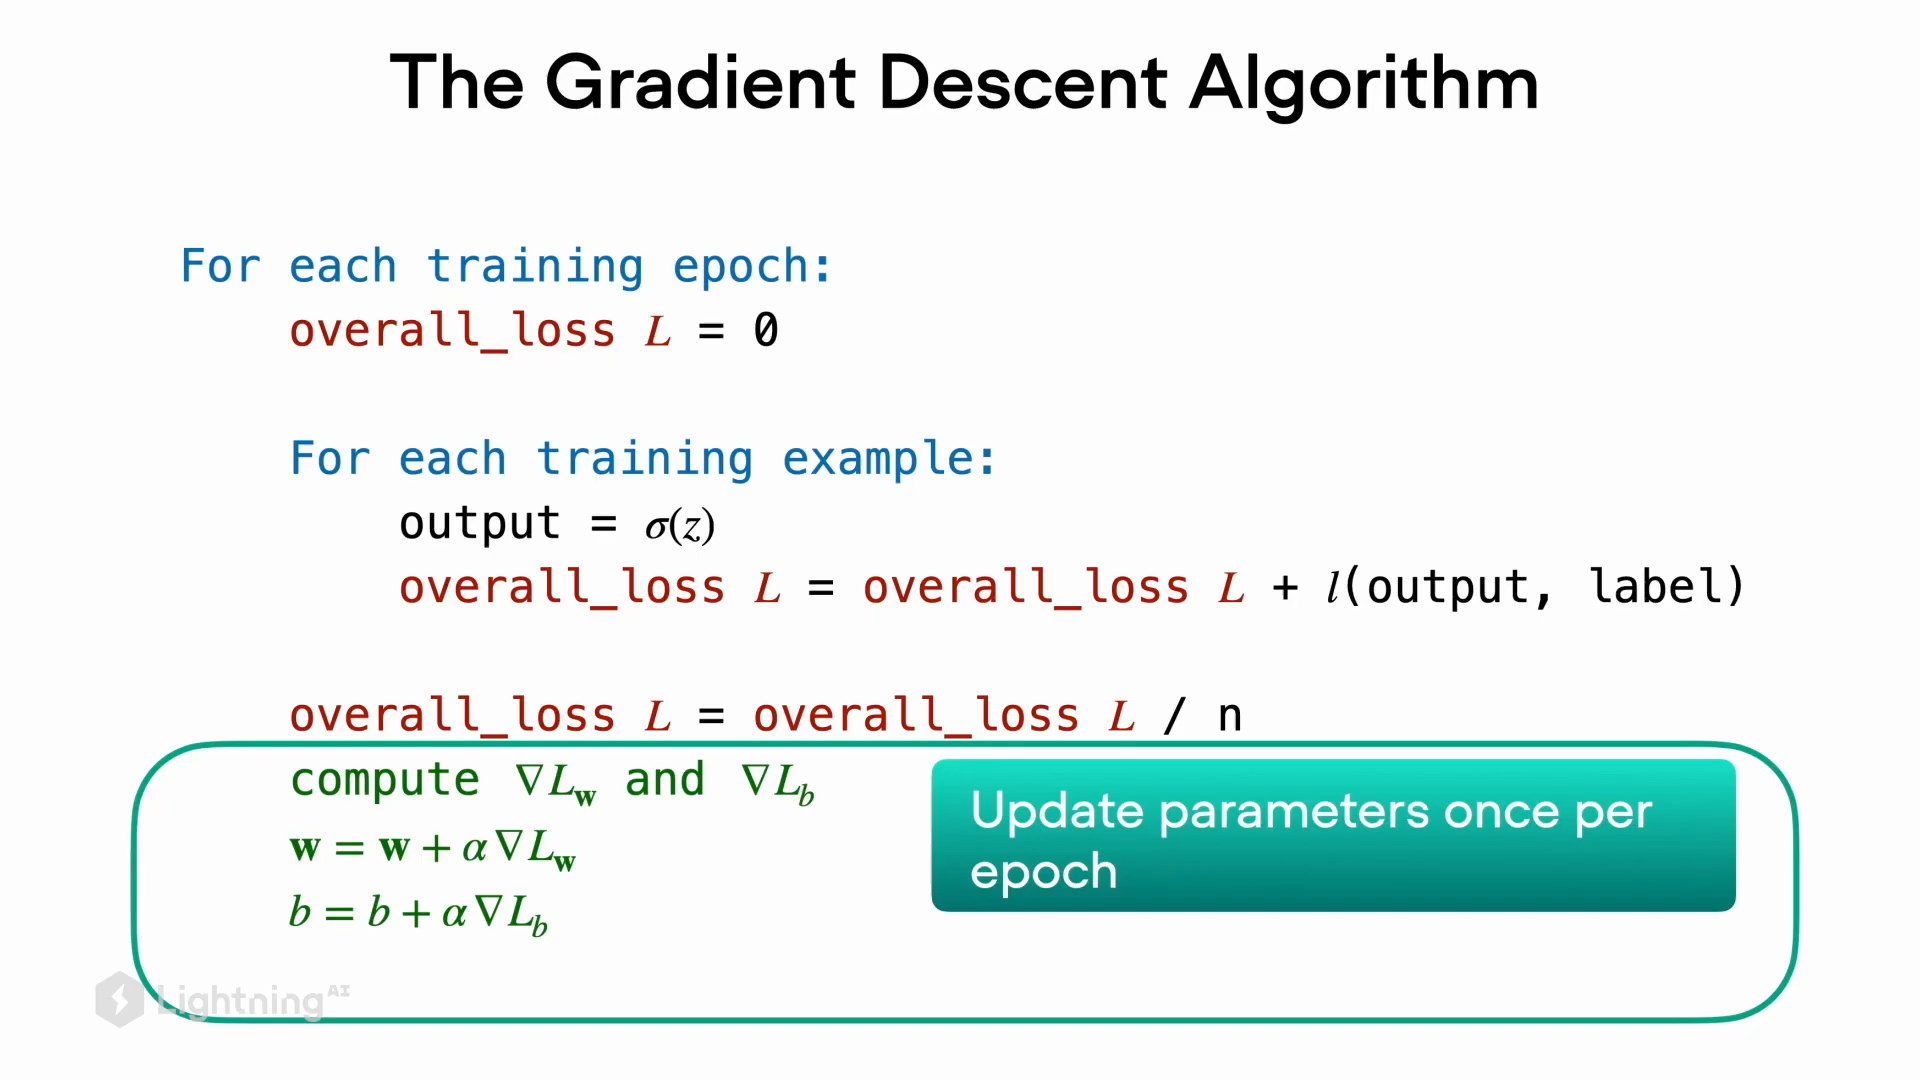 The Gradient Descent Algorithm
For each training epoch:
overall_loss L = 0
For each training example:
output = σ(z)
overall_loss L = overall_loss L + l(output, label)
overall_loss L = overall_loss L / n
compute ∇L_w and ∇L_b
w = w + α∇L_w
b = b + α∇L_b
Update parameters once per
epoch
Lightning AI